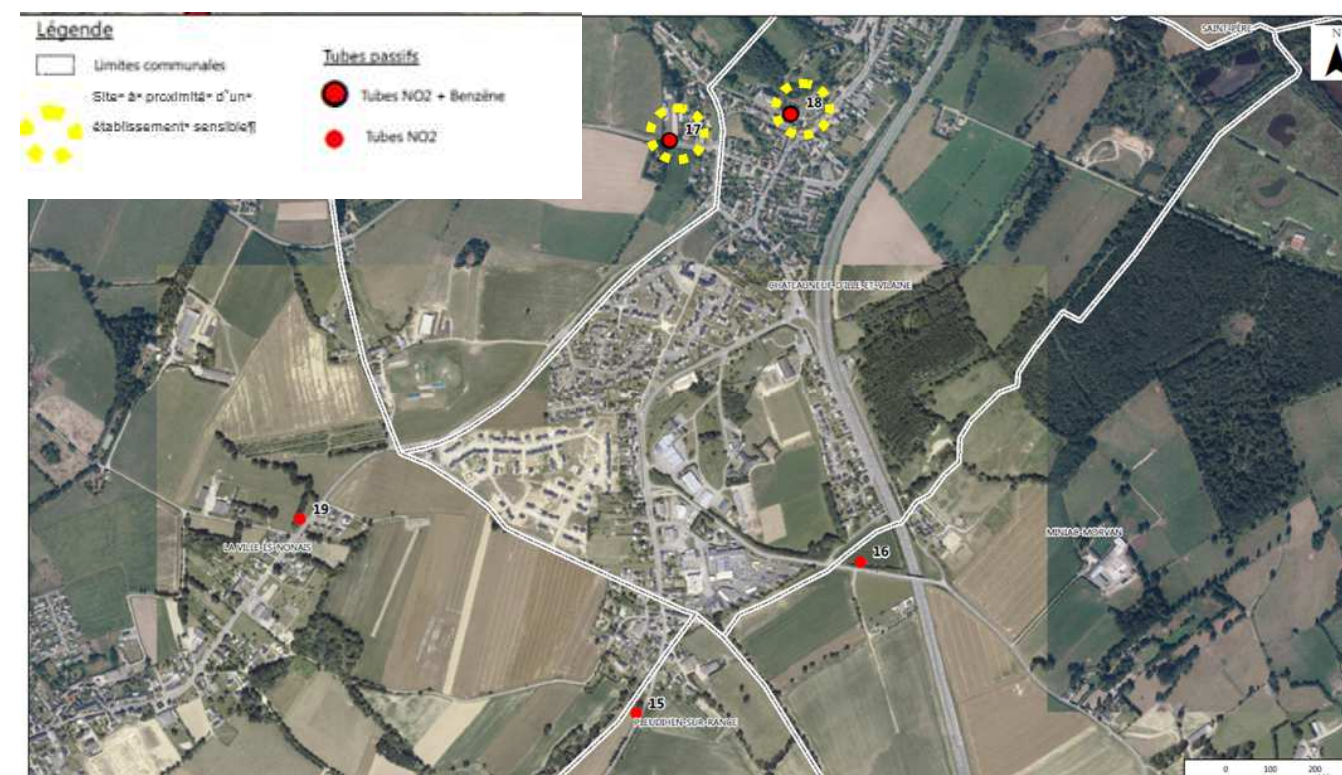 Légende
Limites communales
Site à proximité d'un
établissement sensible¶
Tubes passifs
Tubes NO2 + Benzène
Tubes NO2
SAINT-PÈRE
N
18
17
CHÂTEAUNEUF-D'ILLE-ET-VILAINE
19
LA VILLE-ÈS-NONAIS
16
MINIAC-MORVAN
15
PLEUDIHEN-SUR-RANCE
0 100 200